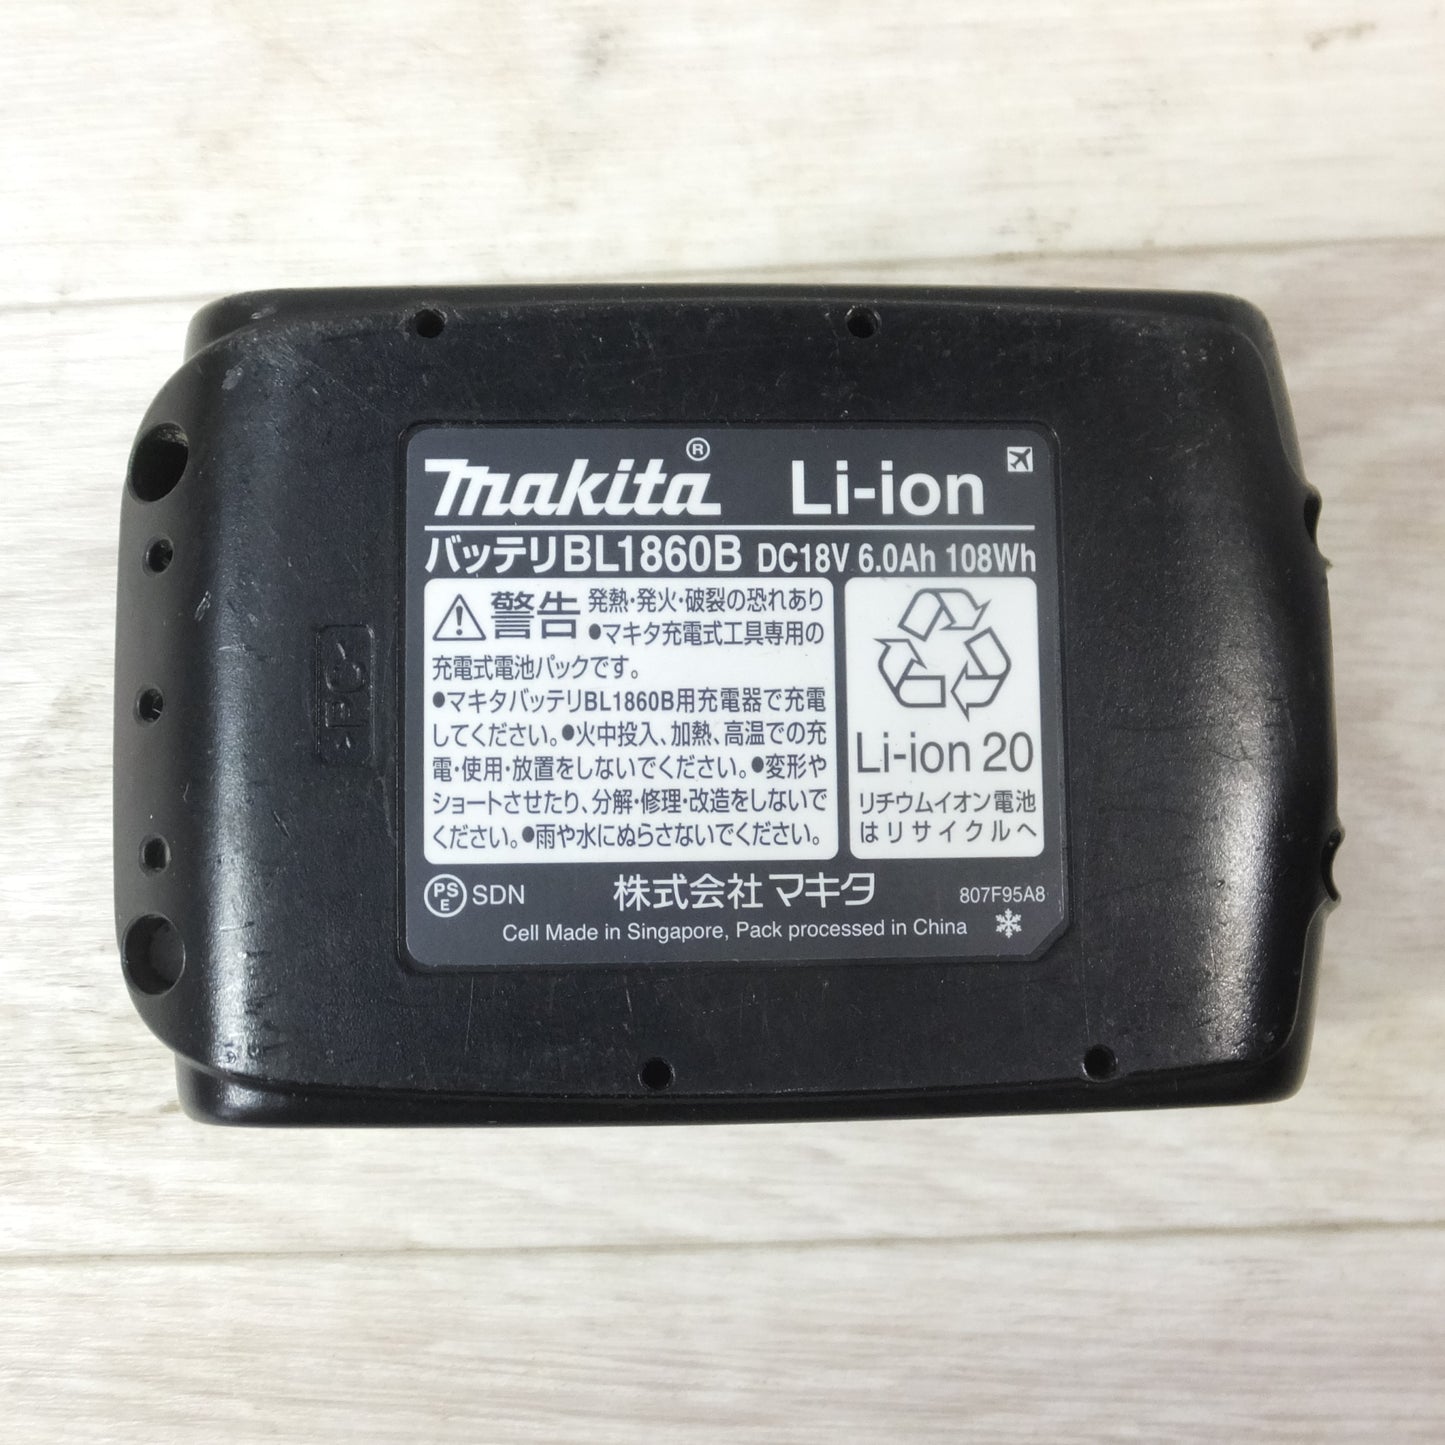 makita® Li-ion
バッテリBL1860B DC18V 6.0Ah 108Wh
警告 発熱・発火・破裂の恐れあり
●マキタ充電式工具専用の
充電式電池パックです。
●マキタバッテリBL1860B用充電器で充電
してください。●火中投入、加熱、高温での充
電・使用・放置をしないでください。●変形や
ショートさせたり、分解・修理・改造をしないで
ください。●雨や水にぬらさないでください。
Li-ion 20
リチウムイオン電池
はリサイクルへ
PSE SDN 株式会社マキタ 807F95A8
Cell Made in Singapore, Pack processed in China
>PC<